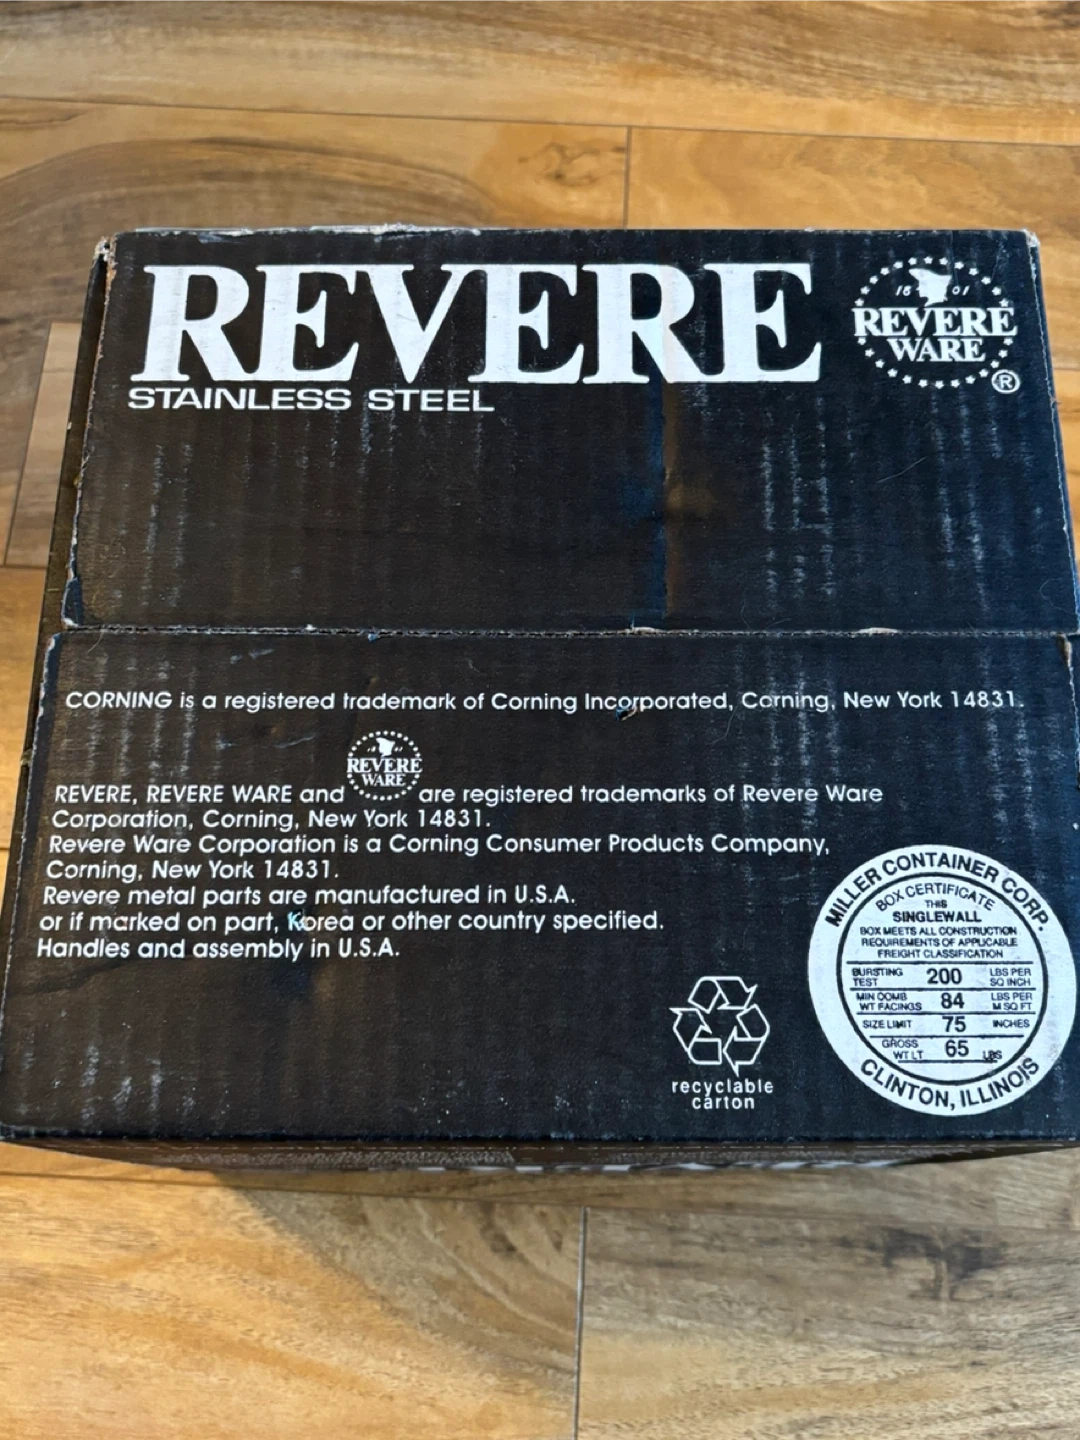 REVERE
STAINLESS STEEL
18 01
REVERE
WARE
®
CORNING is a registered trademark of Corning Incorporated, Corning, New York 14831.
REVERE
WARE
REVERE, REVERE WARE and are registered trademarks of Revere Ware
Corporation, Corning, New York 14831.
Revere Ware Corporation is a Corning Consumer Products Company,
Corning, New York 14831.
Revere metal parts are manufactured in U.S.A.
or if marked on part, Korea or other country specified.
Handles and assembly in U.S.A.
recyclable
carton
MILLER CONTAINER CORP.
BOX CERTIFICATE
THIS
SINGLEWALL
BOX MEETS ALL CONSTRUCTION
REQUIREMENTS OF APPLICABLE
FREIGHT CLASSIFICATION
BURSTING TEST 200 LBS PER SQ INCH
MIN COMB WT FACINGS 84 LBS PER M SQ FT
SIZE LIMIT 75 INCHES
GROSS WT LT 65 LBS
CLINTON, ILLINOIS